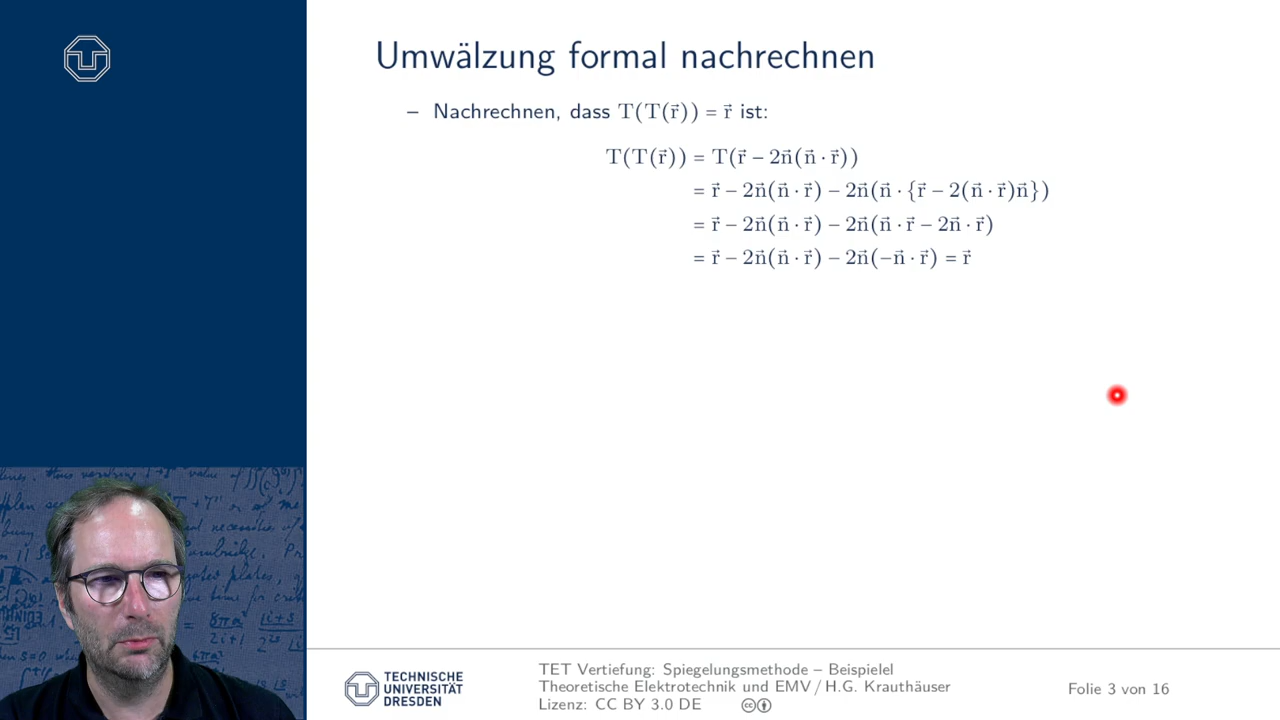 Umwälzung formal nachrechnen
– Nachrechnen, dass T(T(r⃗)) = r⃗ ist:
T(T(r⃗)) = T(r⃗ − 2n⃗(n⃗ · r⃗))
= r⃗ − 2n⃗(n⃗ · r⃗) − 2n⃗(n⃗ · {r⃗ − 2(n⃗ · r⃗)n⃗})
= r⃗ − 2n⃗(n⃗ · r⃗) − 2n⃗(n⃗ · r⃗ − 2n⃗ · r⃗)
= r⃗ − 2n⃗(n⃗ · r⃗) − 2n⃗(−n⃗ · r⃗) = r⃗
TECHNISCHE
UNIVERSITÄT
DRESDEN
TET Vertiefung: Spiegelungsmethode – Beispielel
Theoretische Elektrotechnik und EMV / H.G. Krauthäuser
Lizenz: CC BY 3.0 DE
Folie 3 von 16